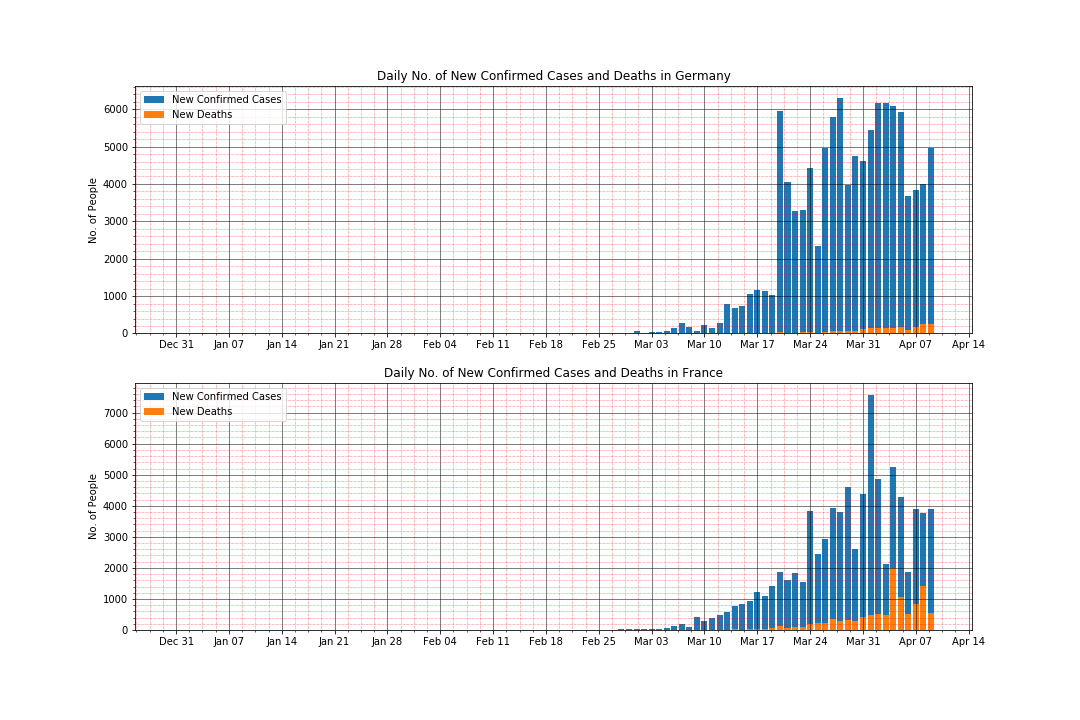 Daily No. of New Confirmed Cases and Deaths in Germany
New Confirmed Cases
New Deaths
No. of People
6000
5000
4000
3000
2000
1000
0
Dec 31 Jan 07 Jan 14 Jan 21 Jan 28 Feb 04 Feb 11 Feb 18 Feb 25 Mar 03 Mar 10 Mar 17 Mar 24 Mar 31 Apr 07 Apr 14
Daily No. of New Confirmed Cases and Deaths in France
New Confirmed Cases
New Deaths
No. of People
7000
6000
5000
4000
3000
2000
1000
0
Dec 31 Jan 07 Jan 14 Jan 21 Jan 28 Feb 04 Feb 11 Feb 18 Feb 25 Mar 03 Mar 10 Mar 17 Mar 24 Mar 31 Apr 07 Apr 14